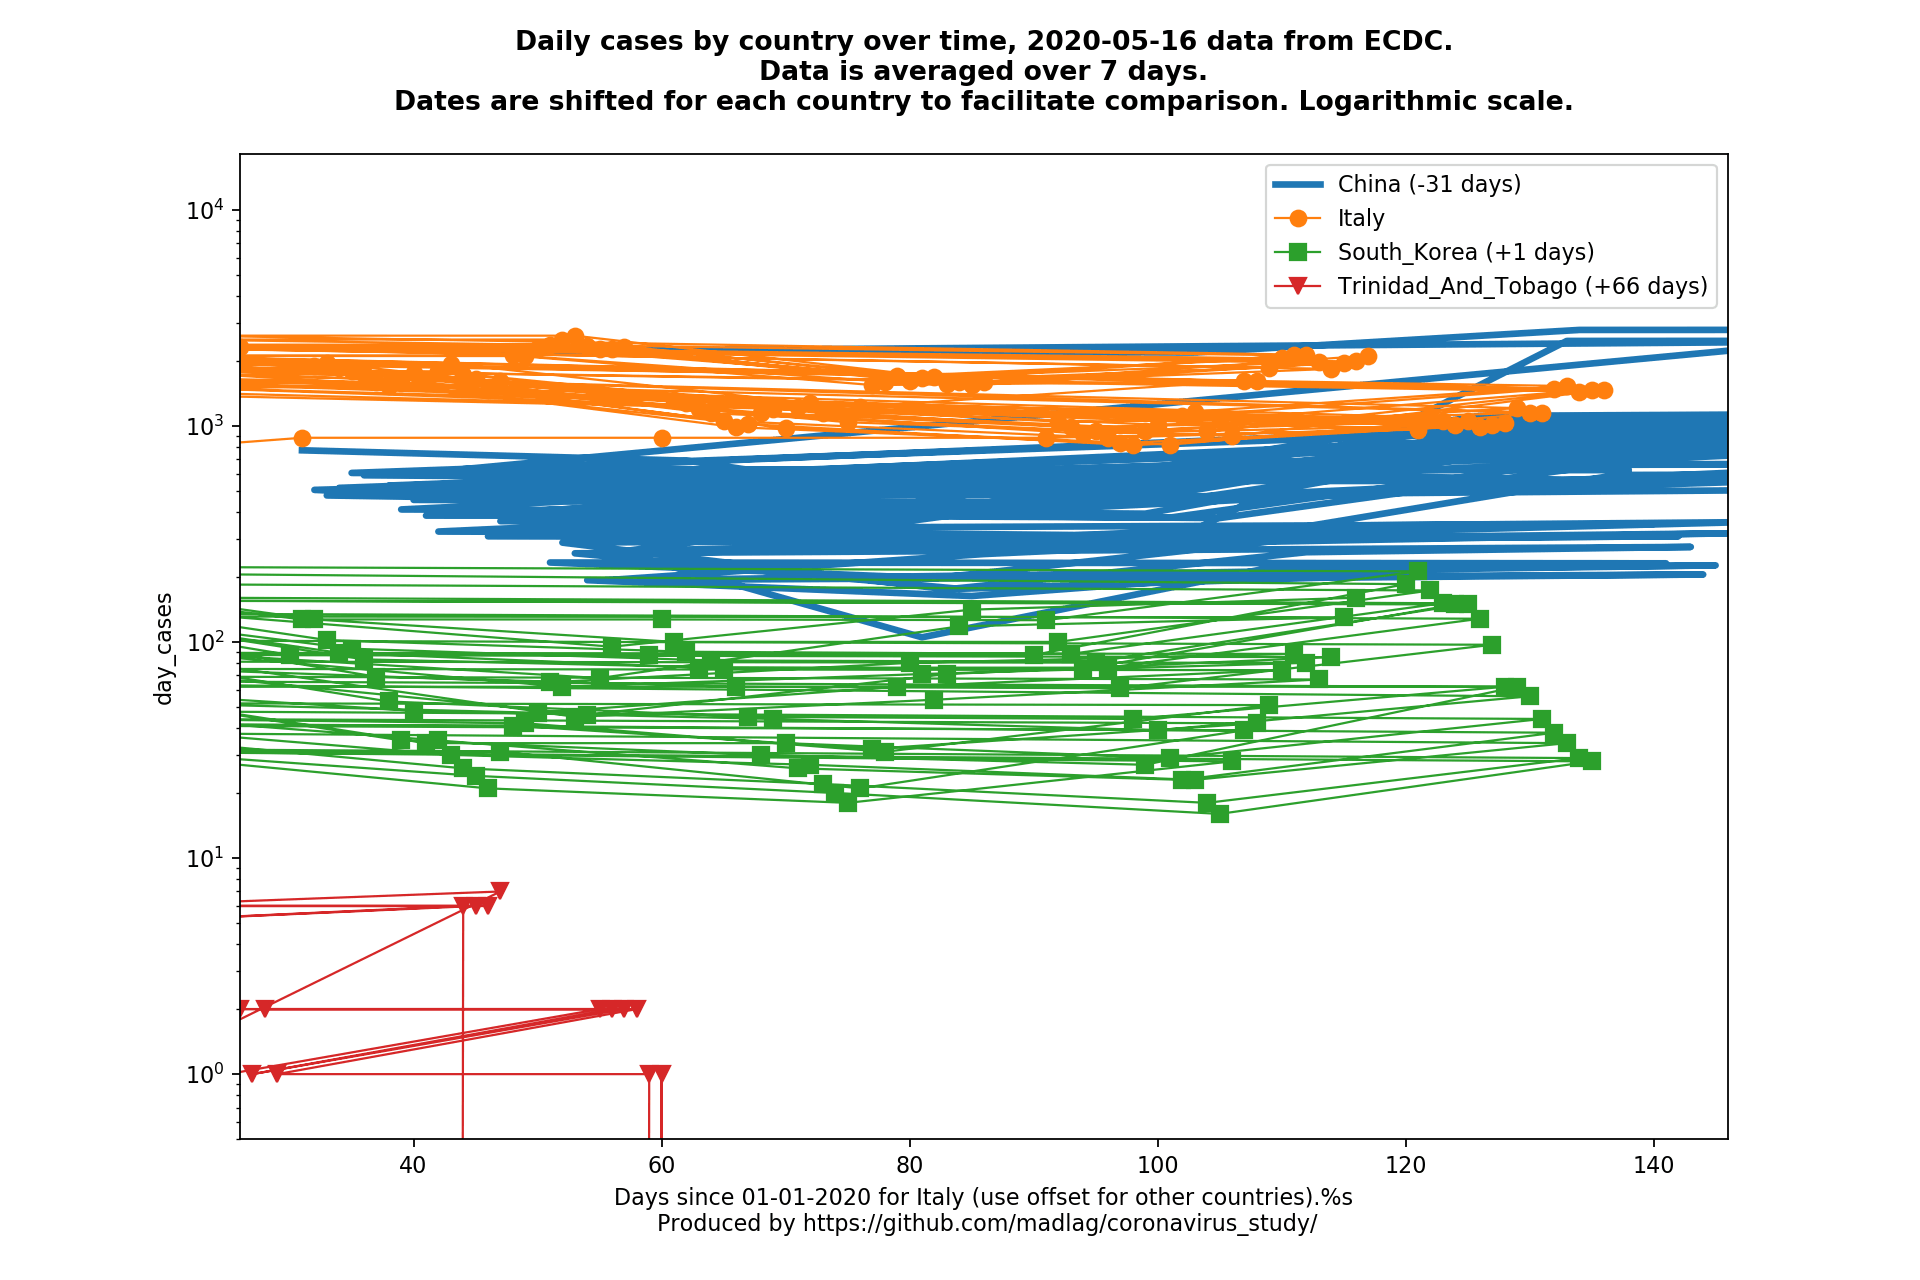 Daily cases by country over time, 2020-05-16 data from ECDC.
Data is averaged over 7 days.
Dates are shifted for each country to facilitate comparison. Logarithmic scale.
China (-31 days)
Italy
South_Korea (+1 days)
Trinidad_And_Tobago (+66 days)
day_cases
10⁴
10³
10²
10¹
10⁰
40 60 80 100 120 140
Days since 01-01-2020 for Italy (use offset for other countries).%s
Produced by https://github.com/madlag/coronavirus_study/